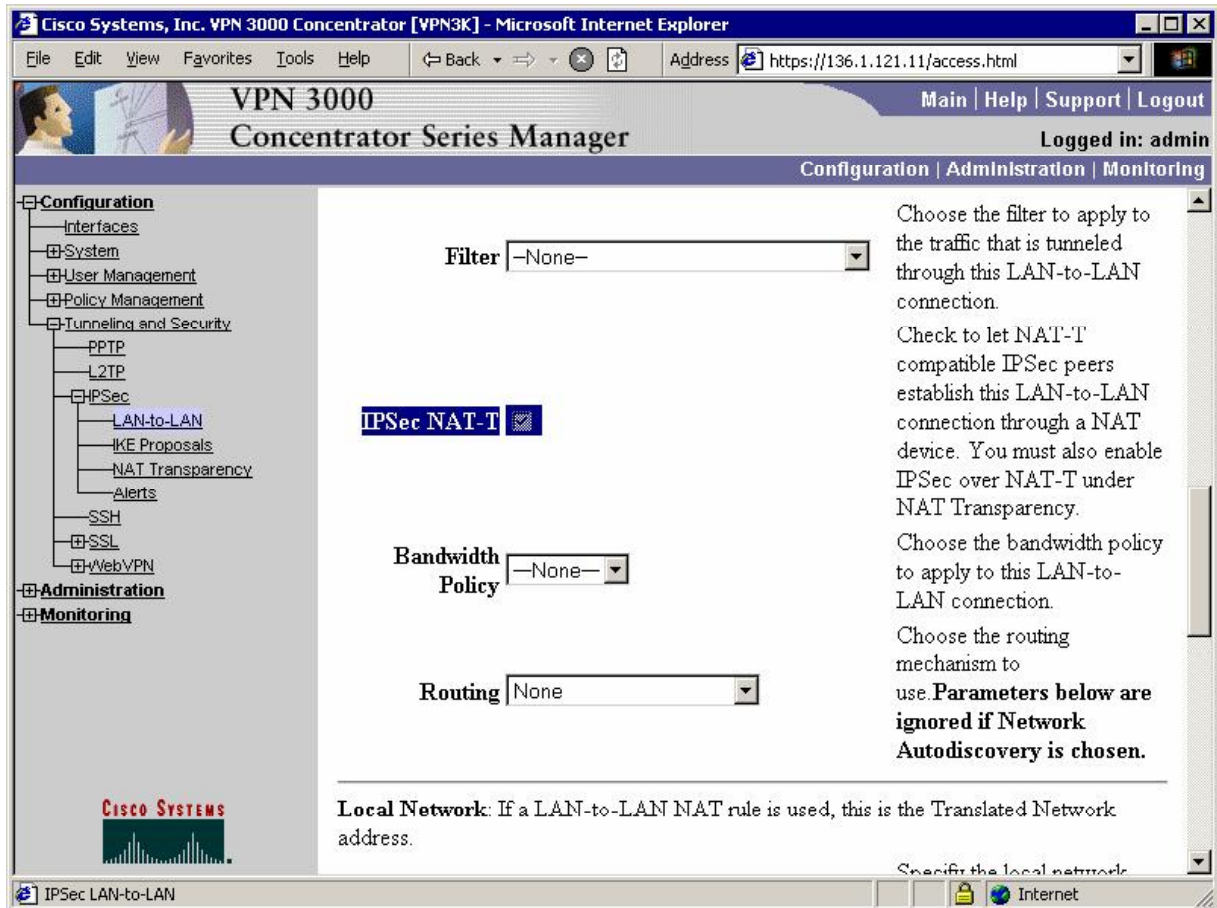 Cisco Systems, Inc. VPN 3000 Concentrator [VPN3K] - Microsoft Internet Explorer
File Edit View Favorites Tools Help Back Address https://136.1.121.11/access.html
VPN 3000
Concentrator Series Manager
Main | Help | Support | Logout
Logged in: admin
Configuration | Administration | Monitoring
Configuration
Interfaces
System
User Management
Policy Management
Tunneling and Security
PPTP
L2TP
IPSec
LAN-to-LAN
IKE Proposals
NAT Transparency
Alerts
SSH
SSL
WebVPN
Administration
Monitoring
CISCO SYSTEMS
Filter --None--
Choose the filter to apply to
the traffic that is tunneled
through this LAN-to-LAN
connection.
IPSec NAT-T
Check to let NAT-T
compatible IPSec peers
establish this LAN-to-LAN
connection through a NAT
device. You must also enable
IPSec over NAT-T under
NAT Transparency.
Bandwidth
Policy
--None--
Choose the bandwidth policy
to apply to this LAN-to-
LAN connection.
Routing None
Choose the routing
mechanism to
use.Parameters below are
ignored if Network
Autodiscovery is chosen.
Local Network: If a LAN-to-LAN NAT rule is used, this is the Translated Network
address.
Specify the local network
IPSec LAN-to-LAN
Internet